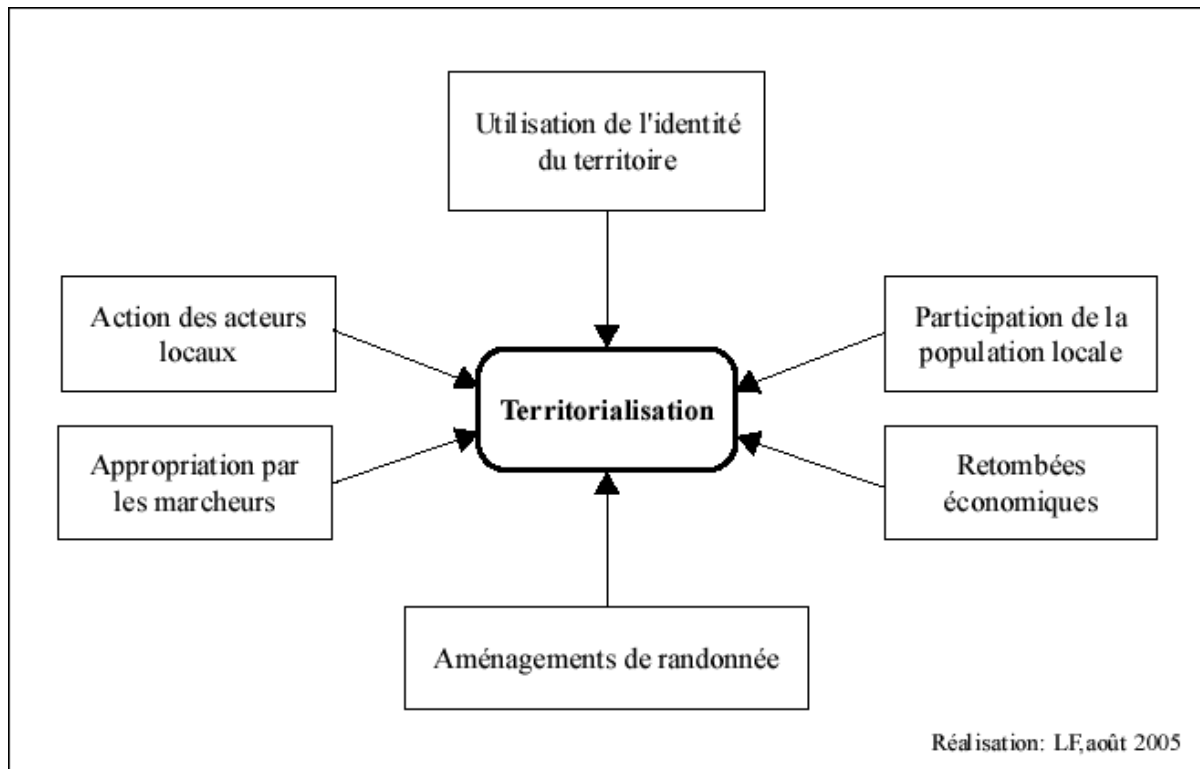 Utilisation de l'identité
du territoire
Action des acteurs
locaux
Participation de la
population locale
Territorialisation
Appropriation par
les marcheurs
Retombées
économiques
Aménagements de randonnée
Réalisation: LF,août 2005